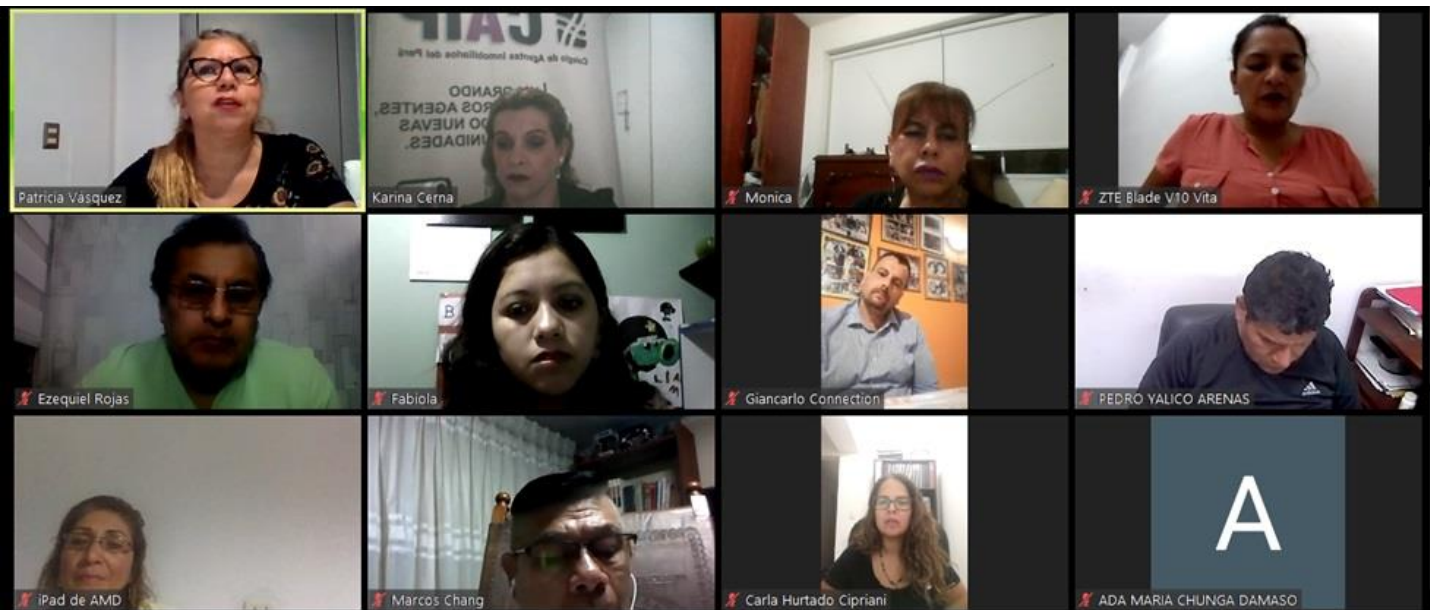 CAIP
Colegio de Agentes Inmobiliarios del Perú
NUEVAS
Patricia Vásquez
Karina Cerna
Monica
ZTE Blade V10 Vita
B
Ezequiel Rojas
Fabiola
Giancarlo Connection
PEDRO YALICO ARENAS
iPad de AMD
Marcos Chang
Carla Hurtado Cipriani
A
ADA MARIA CHUNGA DAMASO